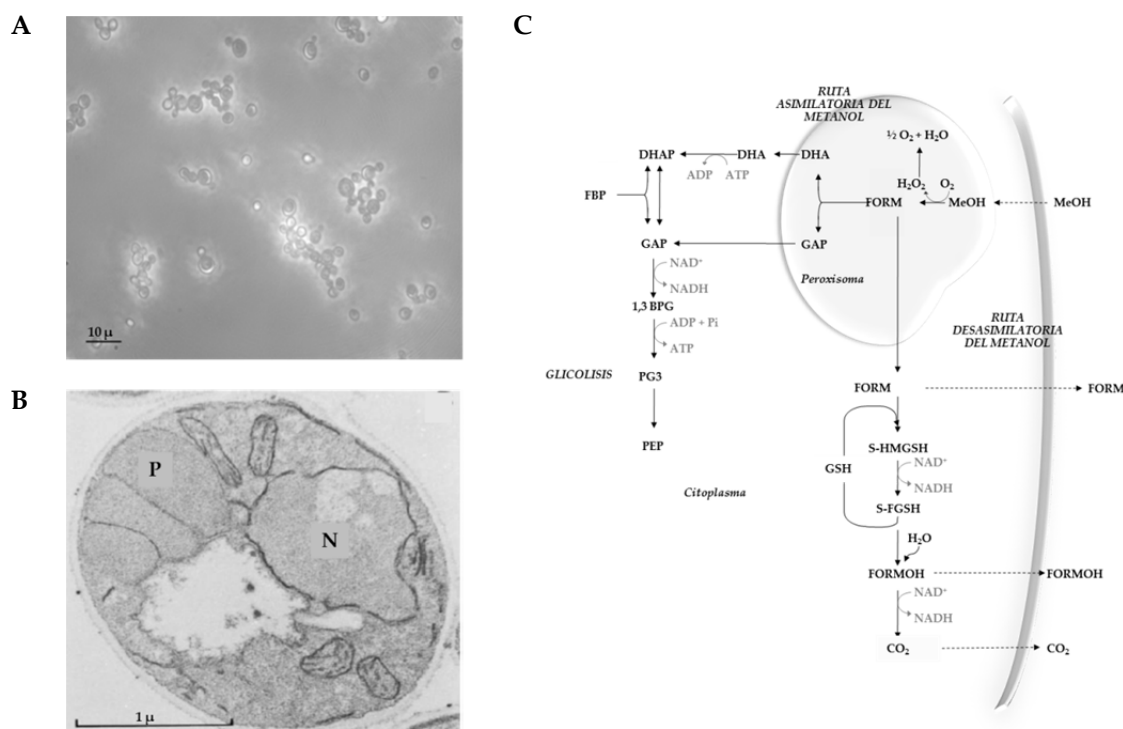 A
10 μ
B
P
N
1 μ
C
RUTA
ASIMILATORIA DEL
METANOL
½ O₂ + H₂O
DHAP
DHA
DHA
ADP
ATP
H₂O₂
O₂
FBP
FORM
MeOH
MeOH
GAP
GAP
NAD⁺
NADH
Peroxisoma
1,3 BPG
ADP + Pi
ATP
RUTA
DESASIMILATORIA
DEL METANOL
GLICOLISIS
PG3
FORM
FORM
PEP
S-HMGSH
GSH
NAD⁺
NADH
Citoplasma
S-FGSH
H₂O
FORMOH
FORMOH
NAD⁺
NADH
CO₂
CO₂